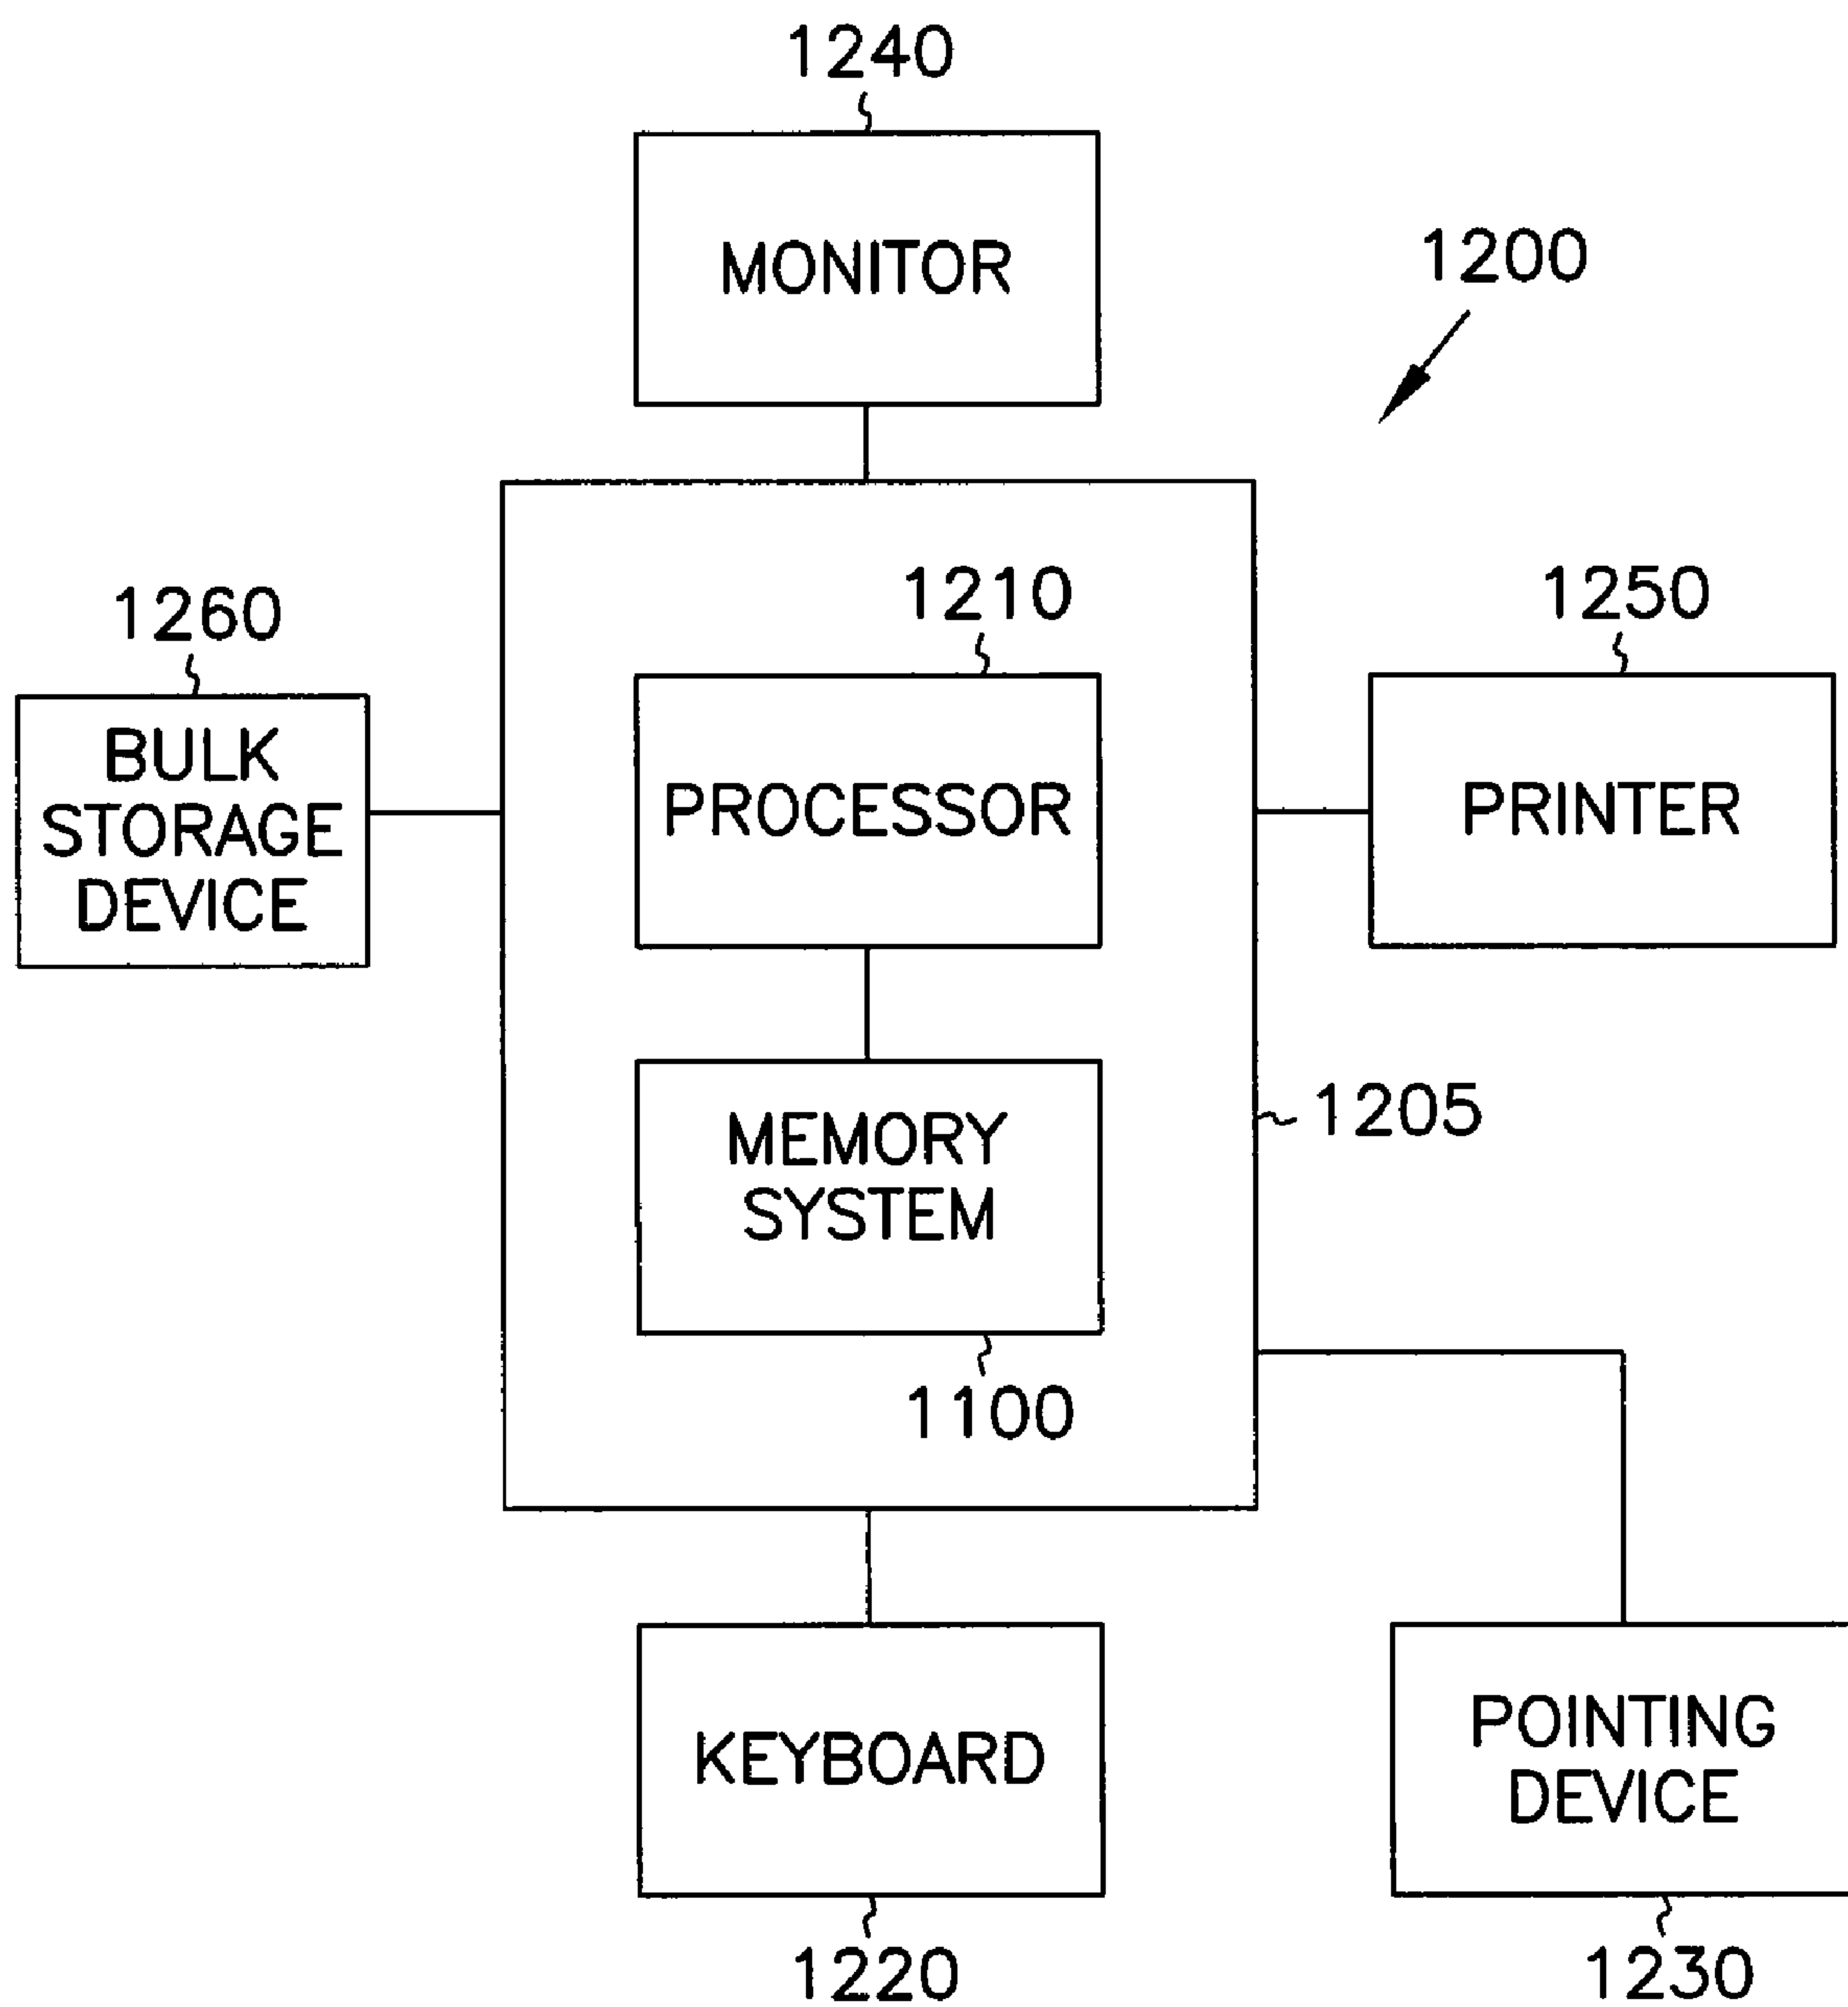 1240
MONITOR
1200
1260
BULK
STORAGE
DEVICE
1210
PROCESSOR
1250
PRINTER
MEMORY
SYSTEM
1205
1100
KEYBOARD
1220
POINTING
DEVICE
1230